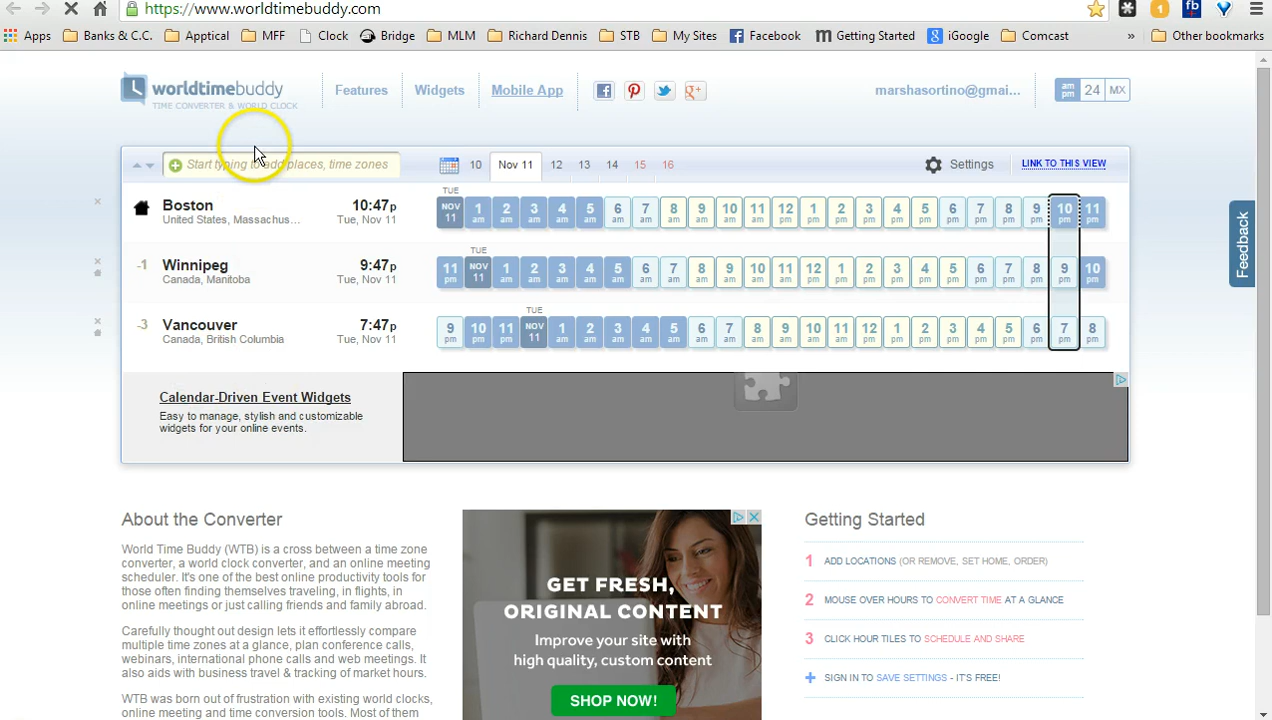 https://www.worldtimebuddy.com
Apps Banks & C.C. Apptical MFF Clock Bridge MLM Richard Dennis STB My Sites Facebook Getting Started iGoogle Comcast » Other bookmarks
worldtimebuddy
TIME CONVERTER & WORLD CLOCK
Features Widgets Mobile App
marshasortino@gmai... am pm 24 MX
Start typing to add places, time zones
10 Nov 11 12 13 14 15 16 Settings LINK TO THIS VIEW
TUE
Boston 10:47p NOV 11 1 am 2 am 3 am 4 am 5 am 6 am 7 am 8 am 9 am 10 am 11 am 12 pm 1 pm 2 pm 3 pm 4 pm 5 pm 6 pm 7 pm 8 pm 9 pm 10 pm 11 pm
United States, Massachus... Tue, Nov 11
TUE
-1 Winnipeg 9:47p 11 pm NOV 11 1 am 2 am 3 am 4 am 5 am 6 am 7 am 8 am 9 am 10 am 11 am 12 pm 1 pm 2 pm 3 pm 4 pm 5 pm 6 pm 7 pm 8 pm 9 pm 10 pm
Canada, Manitoba Tue, Nov 11
TUE
-3 Vancouver 7:47p 9 pm 10 pm 11 pm NOV 11 1 am 2 am 3 am 4 am 5 am 6 am 7 am 8 am 9 am 10 am 11 am 12 pm 1 pm 2 pm 3 pm 4 pm 5 pm 6 pm 7 pm 8 pm
Canada, British Columbia Tue, Nov 11
Feedback
Calendar-Driven Event Widgets
Easy to manage, stylish and customizable
widgets for your online events.
About the Converter
World Time Buddy (WTB) is a cross between a time zone
converter, a world clock converter, and an online meeting
scheduler. It's one of the best online productivity tools for
those often finding themselves traveling, in flights, in
online meetings or just calling friends and family abroad.
Carefully thought out design lets it effortlessly compare
multiple time zones at a glance, plan conference calls,
webinars, international phone calls and web meetings. It
also aids with business travel & tracking of market hours.
WTB was born out of frustration with existing world clocks,
online meeting and time conversion tools. Most of them
GET FRESH,
ORIGINAL CONTENT
Improve your site with
high quality, custom content
SHOP NOW!
Getting Started
1 ADD LOCATIONS (OR REMOVE, SET HOME, ORDER)
2 MOUSE OVER HOURS TO CONVERT TIME AT A GLANCE
3 CLICK HOUR TILES TO SCHEDULE AND SHARE
+ SIGN IN TO SAVE SETTINGS - IT'S FREE!